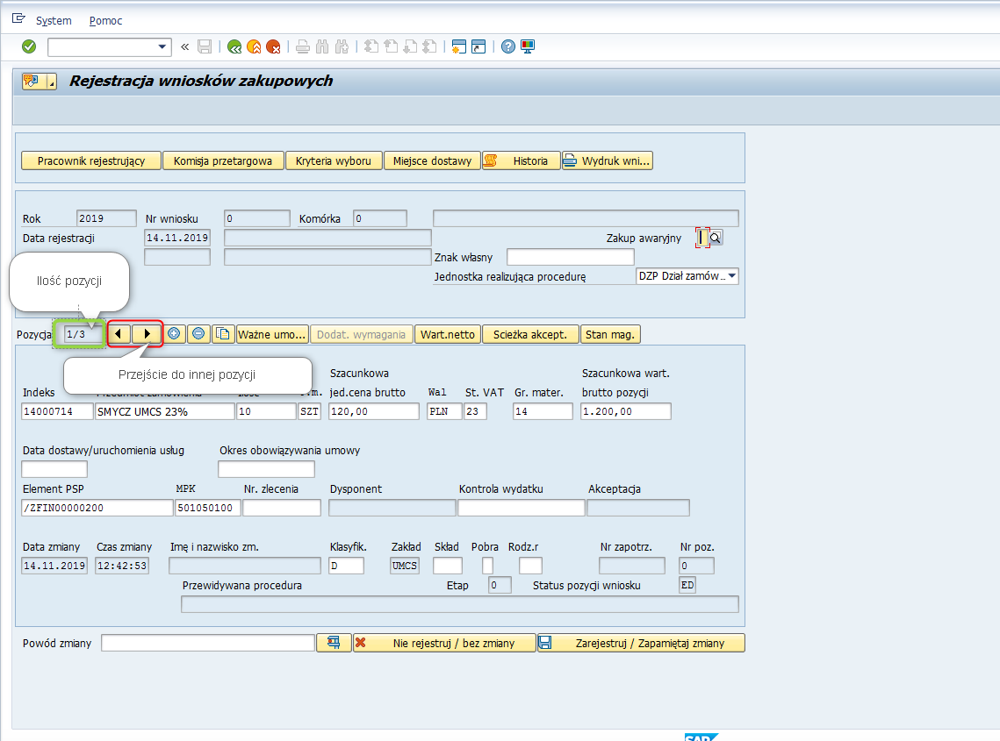 System Pomoc
Rejestracja wniosków zakupowych
Pracownik rejestrujący Komisja przetargowa Kryteria wyboru Miejsce dostawy Historia Wydruk wni...
Rok 2019 Nr wniosku 0 Komórka 0
Data rejestracji 14.11.2019 Zakup awaryjny
Znak własny
Ilość pozycji
Jednostka realizująca procedurę DZP Dział zamów...
Pozycja 1/3 Ważne umo... Dodat. wymagania Wart.netto Scieżka akcept. Stan mag.
Przejście do innej pozycji
Szacunkowa Szacunkowa wart.
Indeks jed.cena brutto Wal St. VAT Gr. mater. brutto pozycji
14000714 SMYCZ UMCS 23% 10 SZT 120,00 PLN 23 14 1.200,00
Data dostawy/uruchomienia usług Okres obowiązywania umowy
Element PSP MPK Nr. zlecenia Dysponent Kontrola wydatku Akceptacja
/ZFIN00000200 501050100
Data zmiany Czas zmiany Imę i nazwisko zm. Klasyfik. Zakład Skład Pobra Rodz.r Nr zapotrz. Nr poz.
14.11.2019 12:42:53 D UMCS 0
Przewidywana procedura Etap 0 Status pozycji wniosku ED
Powód zmiany Nie rejestruj / bez zmiany Zarejestruj / Zapamiętaj zmiany
SAP